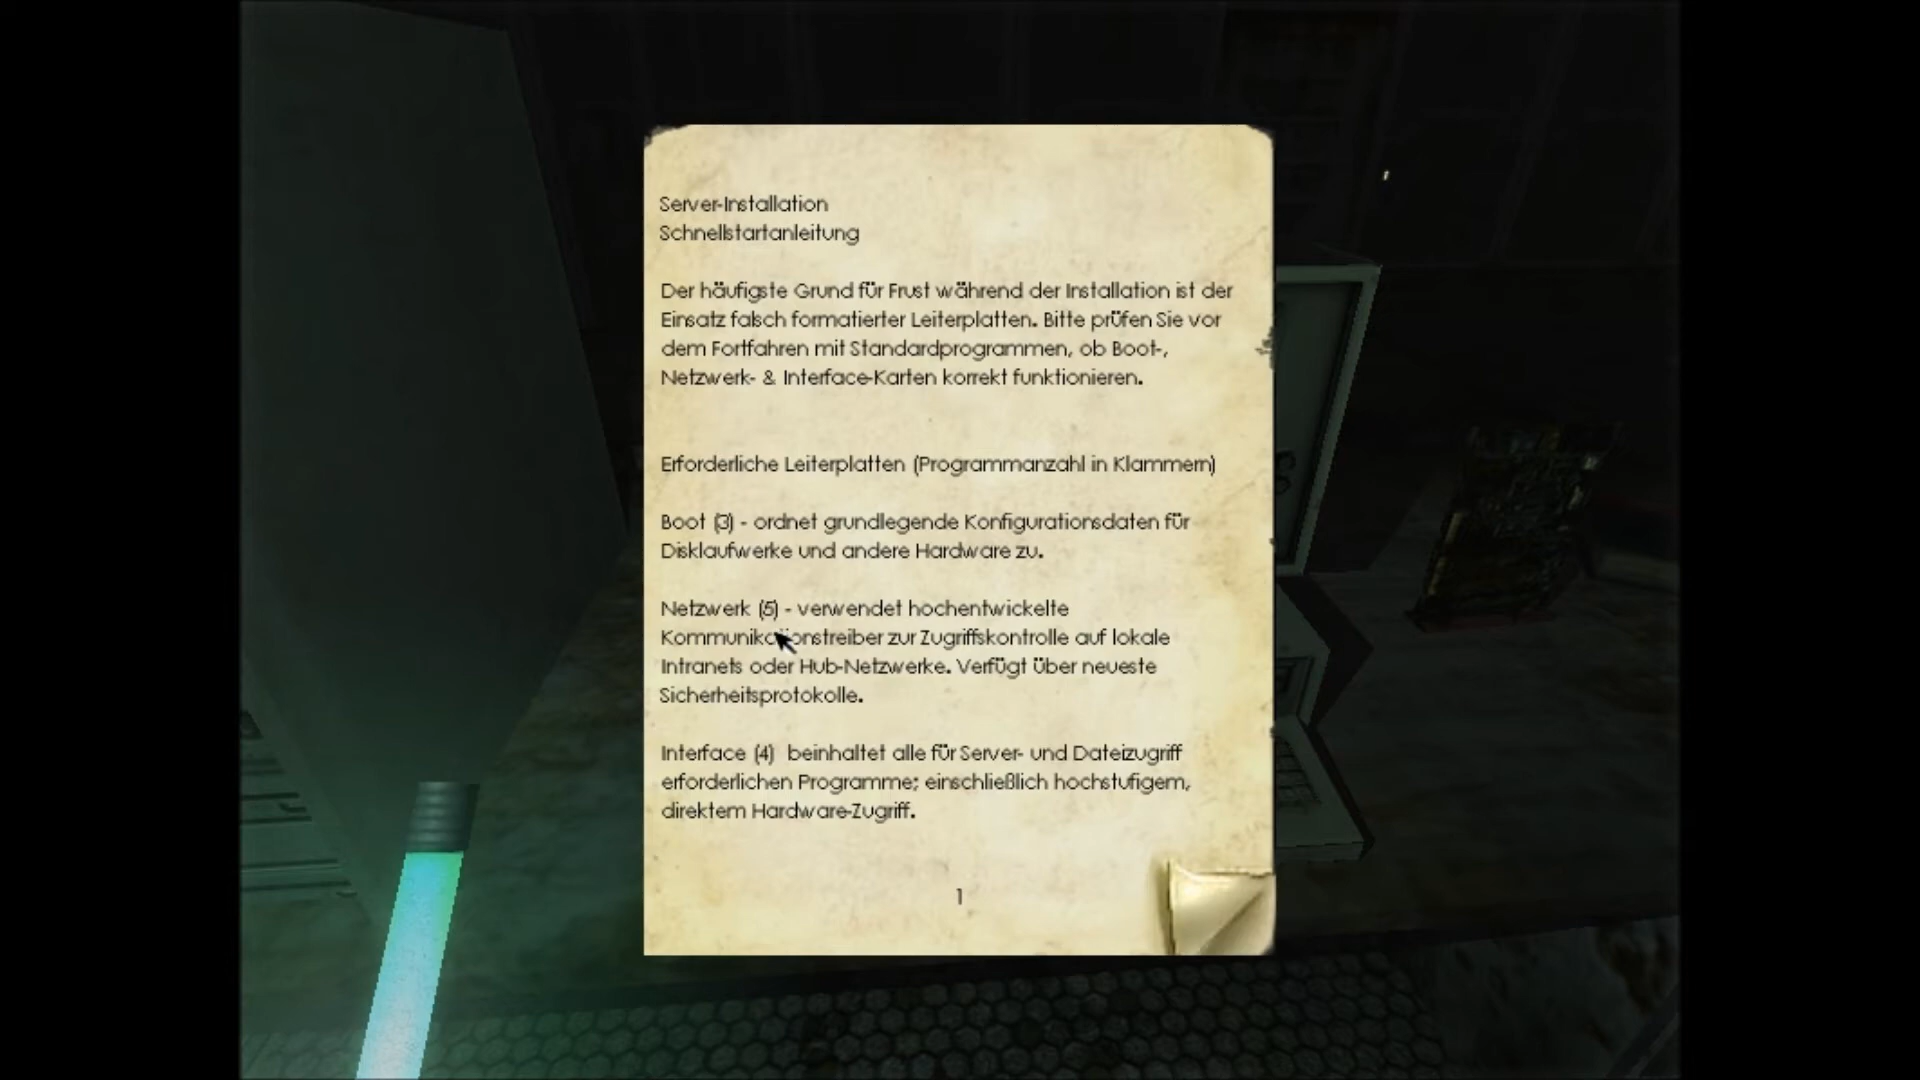 Server-Installation
Schnellstartanleitung
Der häufigste Grund für Frust während der Installation ist der
Einsatz falsch formatierter Leiterplatten. Bitte prüfen Sie vor
dem Fortfahren mit Standardprogrammen, ob Boot-,
Netzwerk- & Interface-Karten korrekt funktionieren.
Erforderliche Leiterplatten (Programmanzahl in Klammern)
Boot (3) - ordnet grundlegende Konfigurationsdaten für
Disklaufwerke und andere Hardware zu.
Netzwerk (5) - verwendet hochentwickelte
Kommunikationstreiber zur Zugriffskontrolle auf lokale
Intranets oder Hub-Netzwerke. Verfügt über neueste
Sicherheitsprotokolle.
Interface (4)  beinhaltet alle für Server- und Dateizugriff
erforderlichen Programme; einschließlich hochstufigem,
direktem Hardware-Zugriff.
1